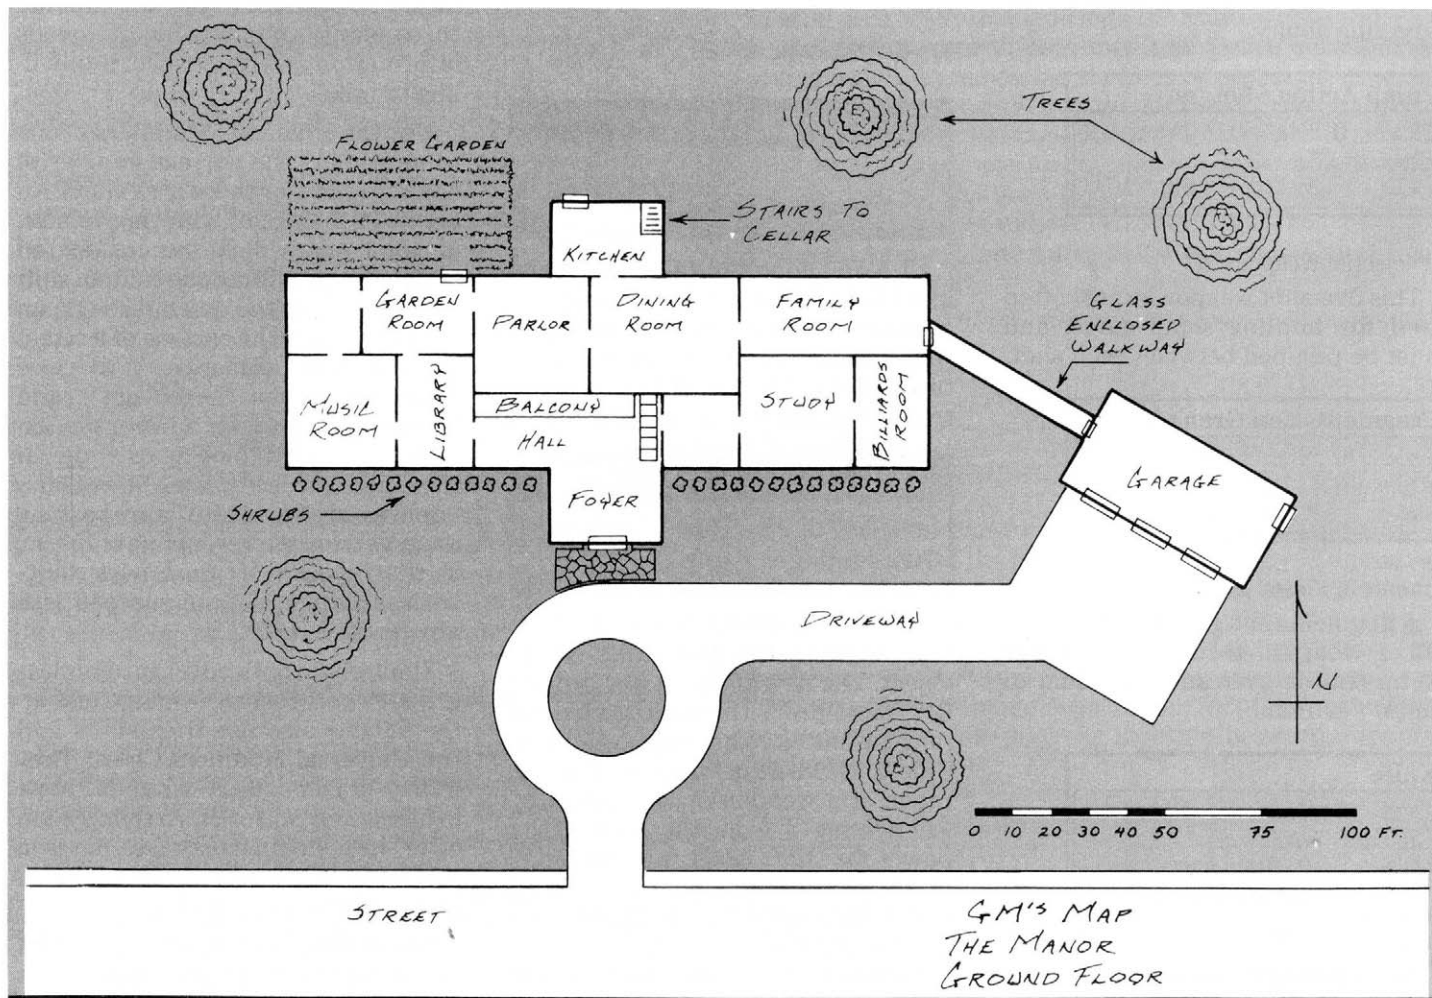 TREES
FLOWER GARDEN
STAIRS TO
CELLAR
KITCHEN
GARDEN
ROOM
PARLOR
DINING
ROOM
FAMILY
ROOM
GLASS
ENCLOSED
WALKWAY
MUSIC
ROOM
LIBRARY
BALCONY
HALL
STUDY
BILLIARDS
ROOM
GARAGE
SHRUBS
FOYER
DRIVEWAY
N
0 10 20 30 40 50 75 100 FT.
STREET
GM'S MAP
THE MANOR
GROUND FLOOR